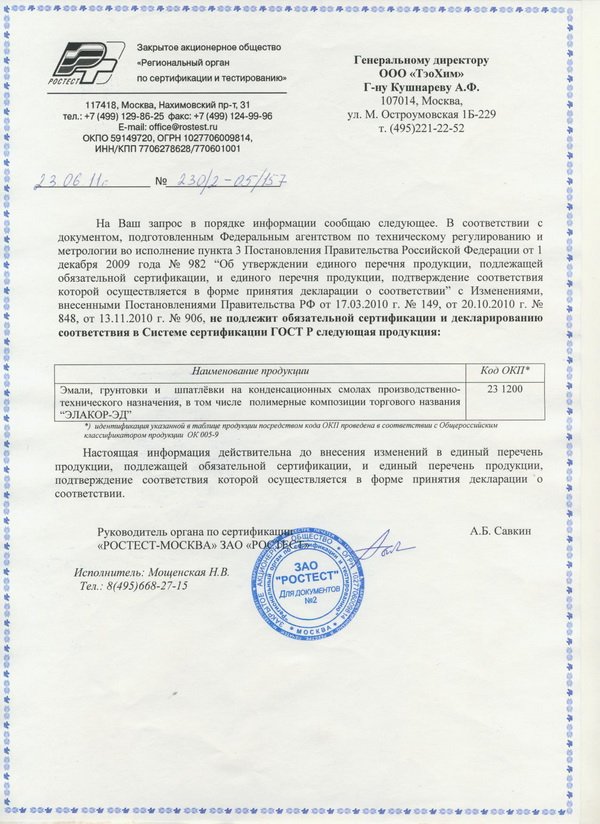 РОСТЕСТ
Закрытое акционерное общество
«Региональный орган
по сертификации и тестированию»
117418, Москва, Нахимовский пр-т, 31
тел.: +7 (499) 129-86-25 факс: +7 (499) 124-99-96
E-mail: office@rostest.ru
ОКПО 59149720, ОГРН 1027706009814,
ИНН/КПП 7706278628/770601001
Генеральному директору
ООО «ТэоХим»
Г-ну Кушнареву А.Ф.
107014, Москва,
ул. М. Остроумовская 1Б-229
т. (495)221-22-52
23 06 11г. № 230/2-05/157
На Ваш запрос в порядке информации сообщаю следующее. В соответствии с
документом, подготовленным Федеральным агентством по техническому регулированию и
метрологии во исполнение пункта 3 Постановления Правительства Российской Федерации от 1
декабря 2009 года № 982 “Об утверждении единого перечня продукции, подлежащей
обязательной сертификации, и единого перечня продукции, подтверждение соответствия
которой осуществляется в форме принятия декларации о соответствии” с Изменениями,
внесенными Постановлениями Правительства РФ от 17.03.2010 г. № 149, от 20.10.2010 г. №
848, от 13.11.2010 г. № 906, не подлежит обязательной сертификации и декларированию
соответствия в Системе сертификации ГОСТ Р следующая продукция:
Наименование продукции Код ОКП*
Эмали, грунтовки и шпатлёвки на конденсационных смолах производственно- 23 1200
технического назначения, в том числе полимерные композиции торгового названия
“ЭЛАКОР-ЭД”
*) идентификация указанной в таблице продукции посредством кода ОКП проведена в соответствии с Общероссийским
классификатором продукции ОК 005-9
Настоящая информация действительна до внесения изменений в единый перечень
продукции, подлежащей обязательной сертификации, и единый перечень продукции,
подтверждение соответствия которой осуществляется в форме принятия декларации о
соответствии.
Руководитель органа по сертификации А.Б. Савкин
«РОСТЕСТ-МОСКВА» ЗАО «РОСТЕСТ»
Исполнитель: Мощенская Н.В.
Тел.: 8(495)668-27-15
ЗАО
"РОСТЕСТ"
ДЛЯ ДОКУМЕНТОВ
№2
МОСКВА